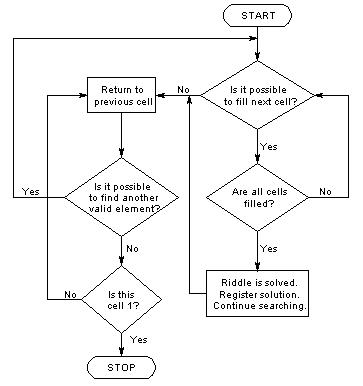 START
Is it possible
to fill next cell?
No
Return to
previous cell
Yes
Is it possible
to find another
valid element?
Yes
Are all cells
filled?
No
No
Yes
Is this
cell 1?
No
Riddle is solved.
Register solution.
Continue searching.
Yes
STOP